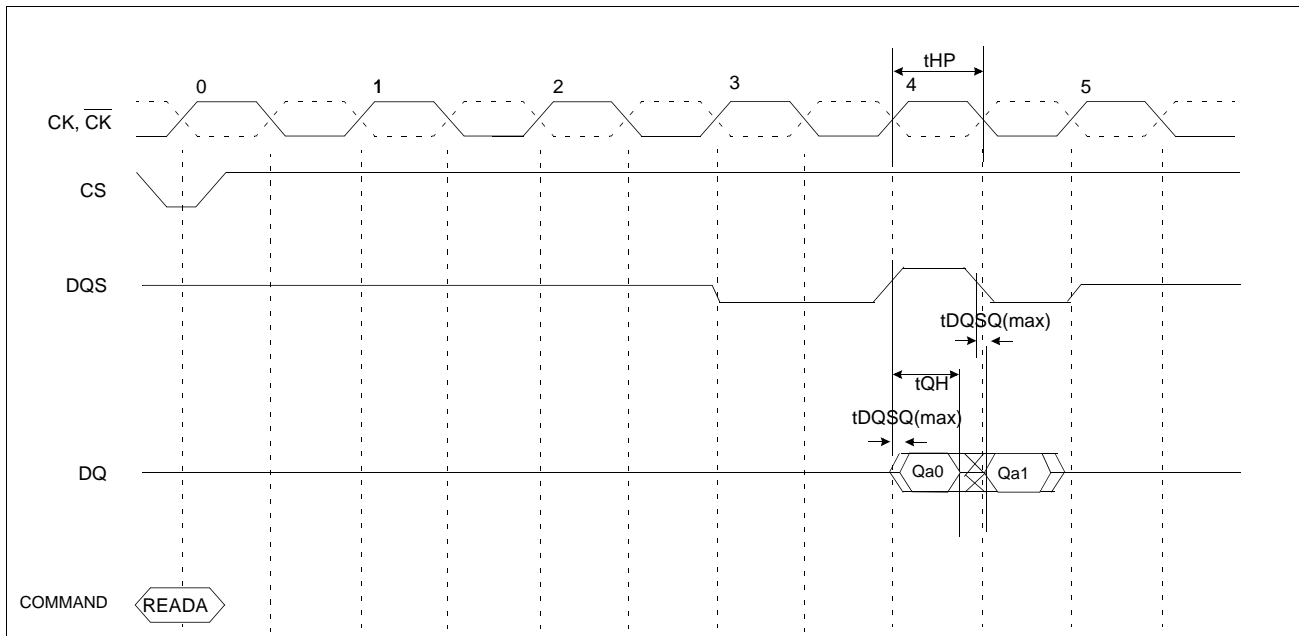 tHP
0 1 2 3 4 5
CK, C̅K̅
CS
DQS
tDQSQ(max)
tQH
tDQSQ(max)
DQ Qa0 Qa1
COMMAND READA